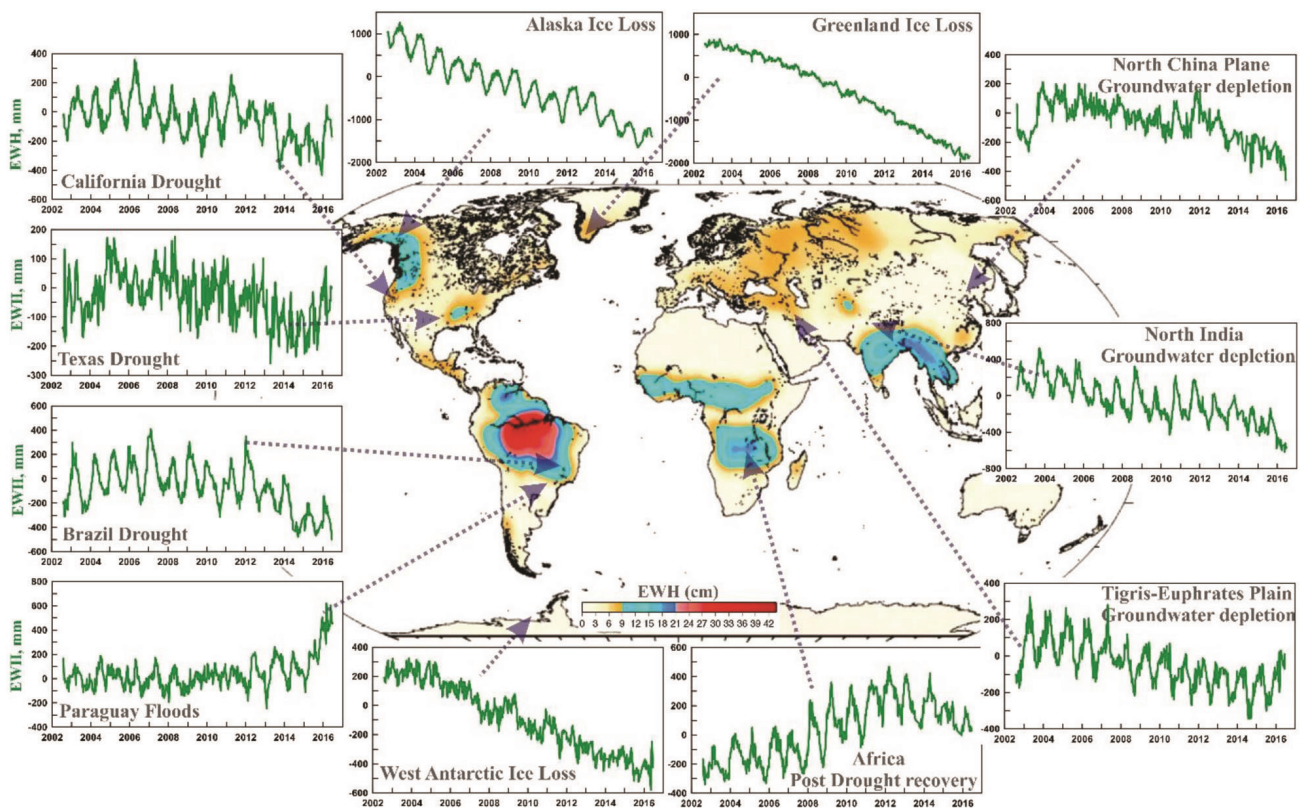 Alaska Ice Loss
1000
0
-1000
-2000
2002 2004 2006 2008 2010 2012 2014 2016
Greenland Ice Loss
1000
0
-1000
-2000
2002 2004 2006 2008 2010 2012 2014 2016
EWH, mm
400
200
0
-200
-400
-600
California Drought
2002 2004 2006 2008 2010 2012 2014 2016
North China Plane
Groundwater depletion
400
200
0
-200
-400
-600
2002 2004 2006 2008 2010 2012 2014 2016
EWII, mm
200
100
0
-100
-200
-300
Texas Drought
2002 2004 2006 2008 2010 2012 2014 2016
North India
Groundwater depletion
800
400
0
-400
-800
2002 2004 2006 2008 2010 2012 2014 2016
EWII, mm
600
400
200
0
-200
-400
-600
Brazil Drought
2002 2004 2006 2008 2010 2012 2014 2016
EWII, mm
800
600
400
200
0
-200
-400
Paraguay Floods
2002 2004 2006 2008 2010 2012 2014 2016
EWH (cm)
0 3 6 9 12 15 18 21 24 27 30 33 36 39 42
Tigris-Euphrates Plain
Groundwater depletion
400
200
0
-200
-400
2002 2004 2006 2008 2010 2012 2014 2016
400
200
0
-200
-400
-600
West Antarctic Ice Loss
2002 2004 2006 2008 2010 2012 2014 2016
600
400
200
0
-200
-400
Africa
Post Drought recovery
2002 2004 2006 2008 2010 2012 2014 2016